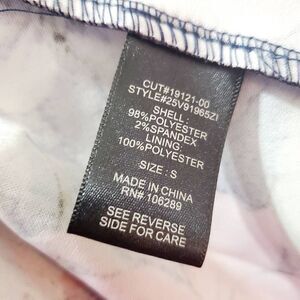 CUT#19121-00
STYLE#25V91965ZI
SHELL:
98%POLYESTER
2%SPANDEX
LINING
100%POLYESTER
SIZE: S
MADE IN CHINA
RN# 106289
SEE REVERSE
SIDE FOR CARE